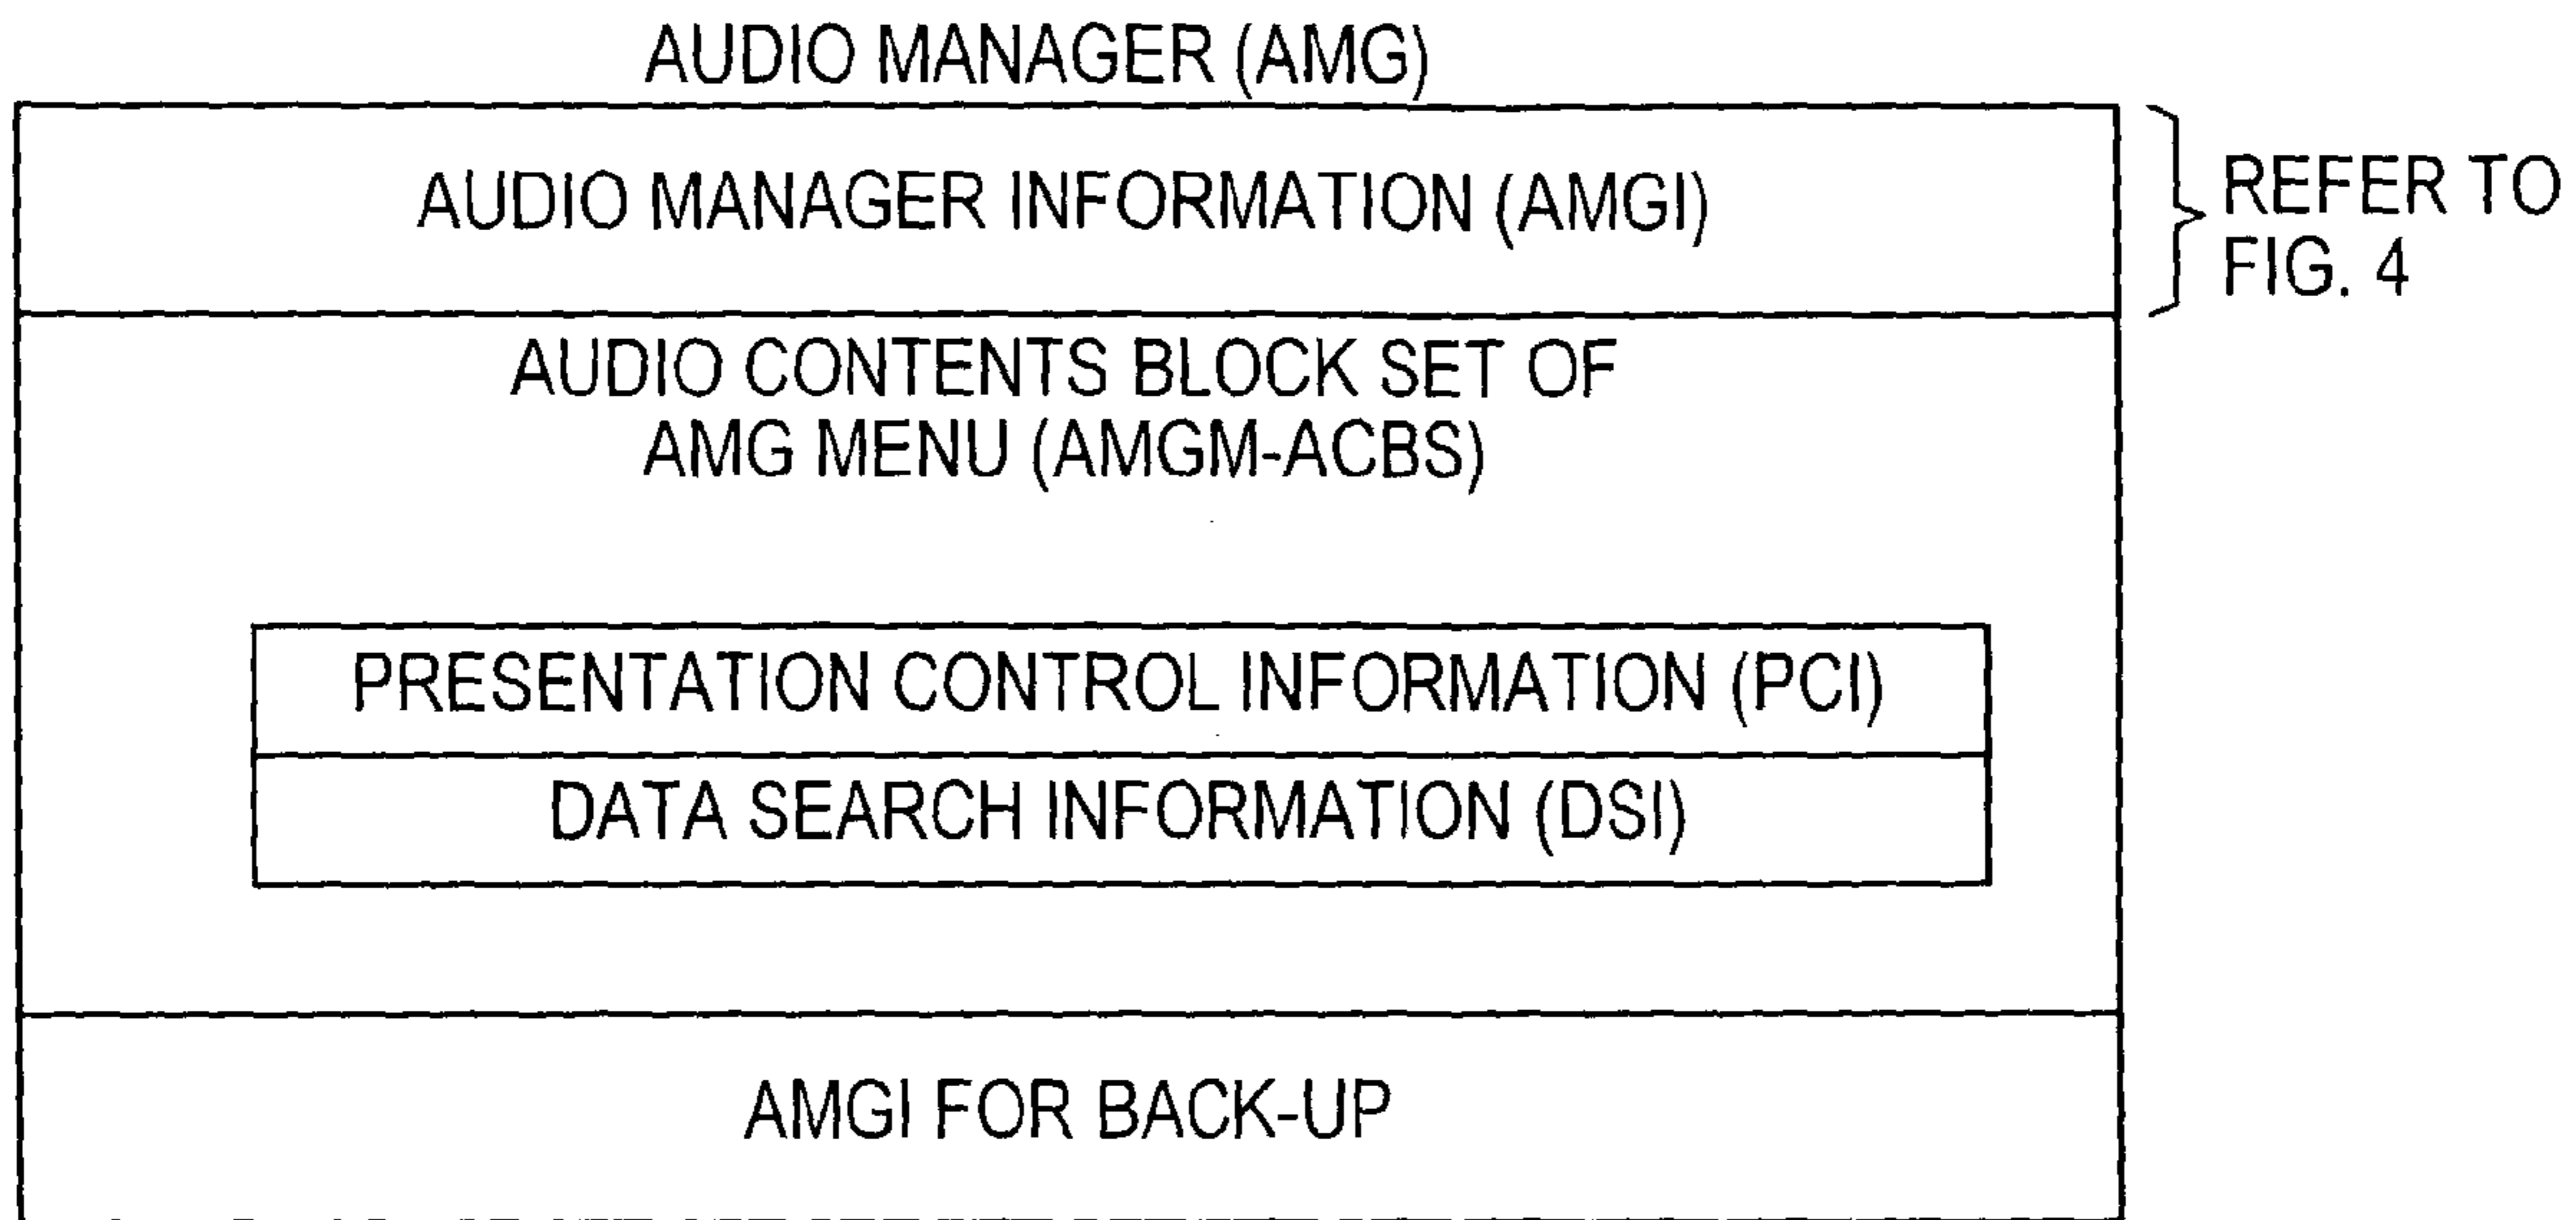 AUDIO MANAGER (AMG)
AUDIO MANAGER INFORMATION (AMGI)
REFER TO
FIG. 4
AUDIO CONTENTS BLOCK SET OF
AMG MENU (AMGM-ACBS)
PRESENTATION CONTROL INFORMATION (PCI)
DATA SEARCH INFORMATION (DSI)
AMGI FOR BACK-UP